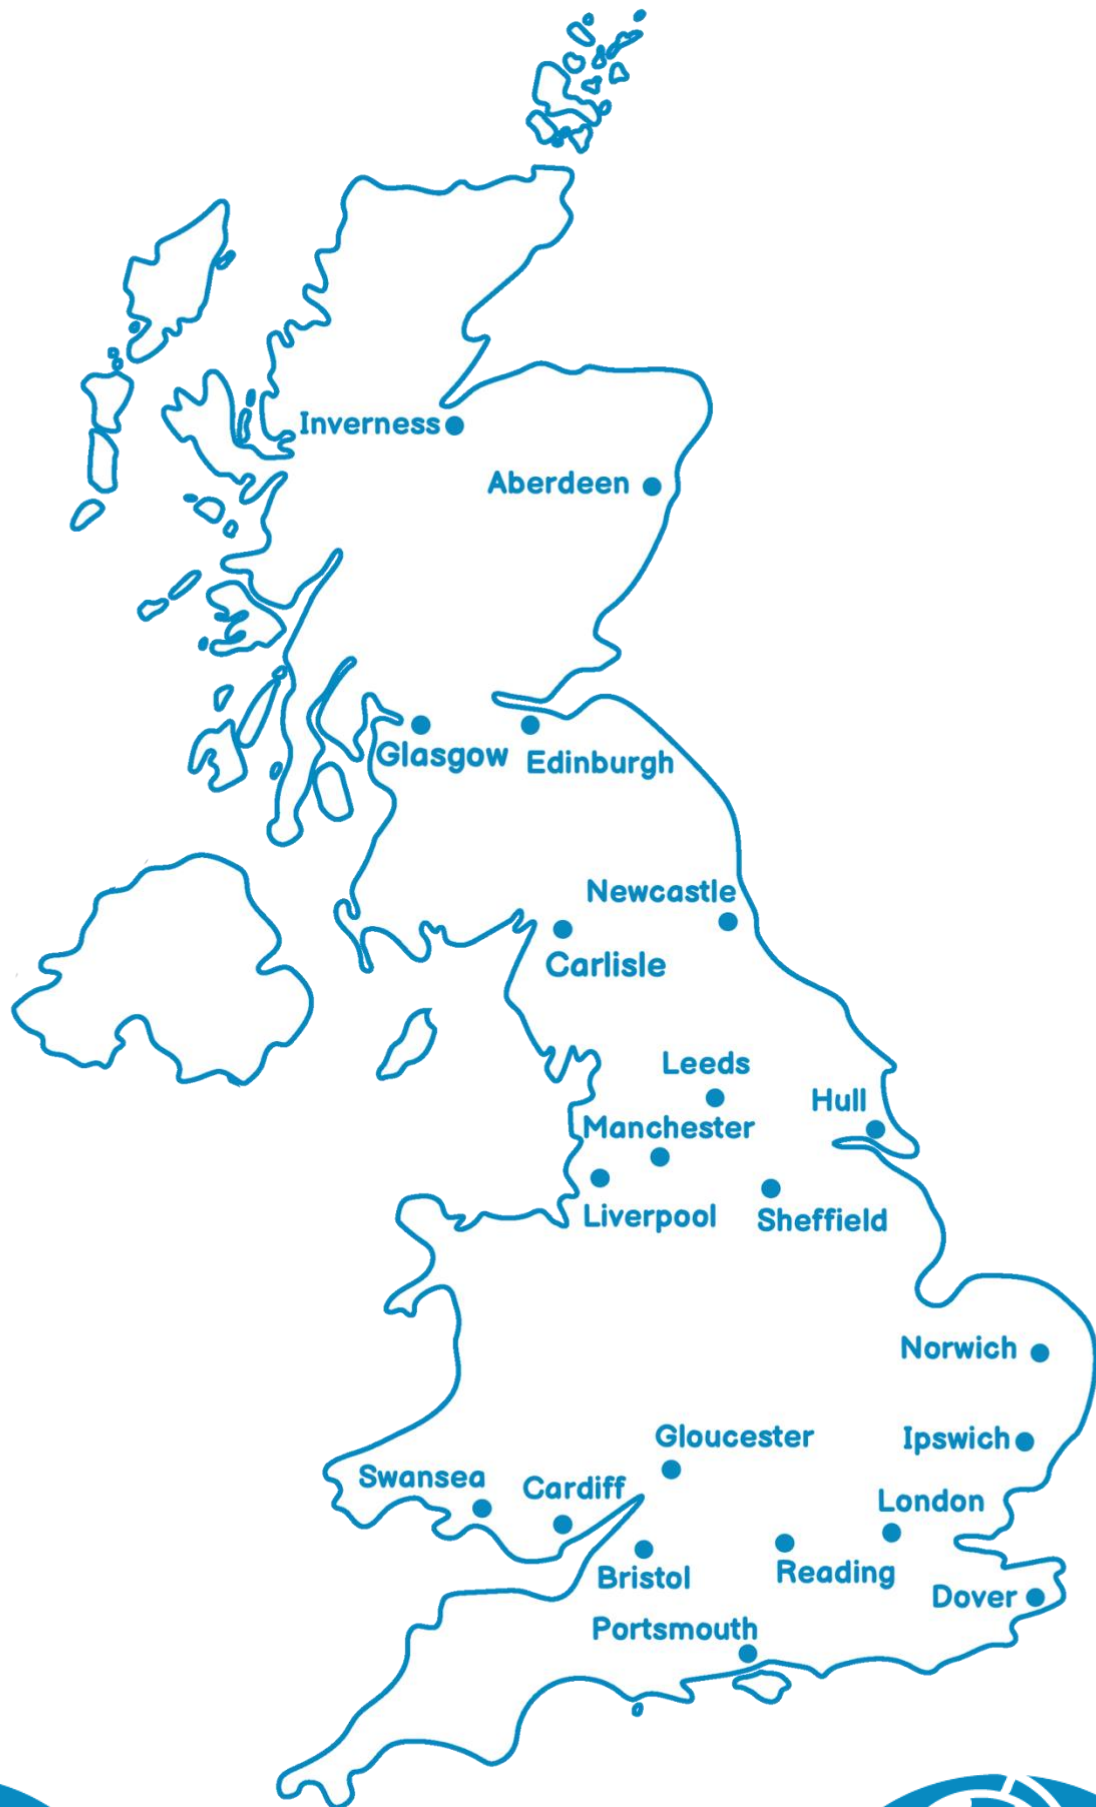 Inverness
Aberdeen
Glasgow
Edinburgh
Newcastle
Carlisle
Leeds
Hull
Manchester
Liverpool
Sheffield
Norwich
Gloucester
Ipswich
Swansea
Cardiff
London
Bristol
Reading
Dover
Portsmouth